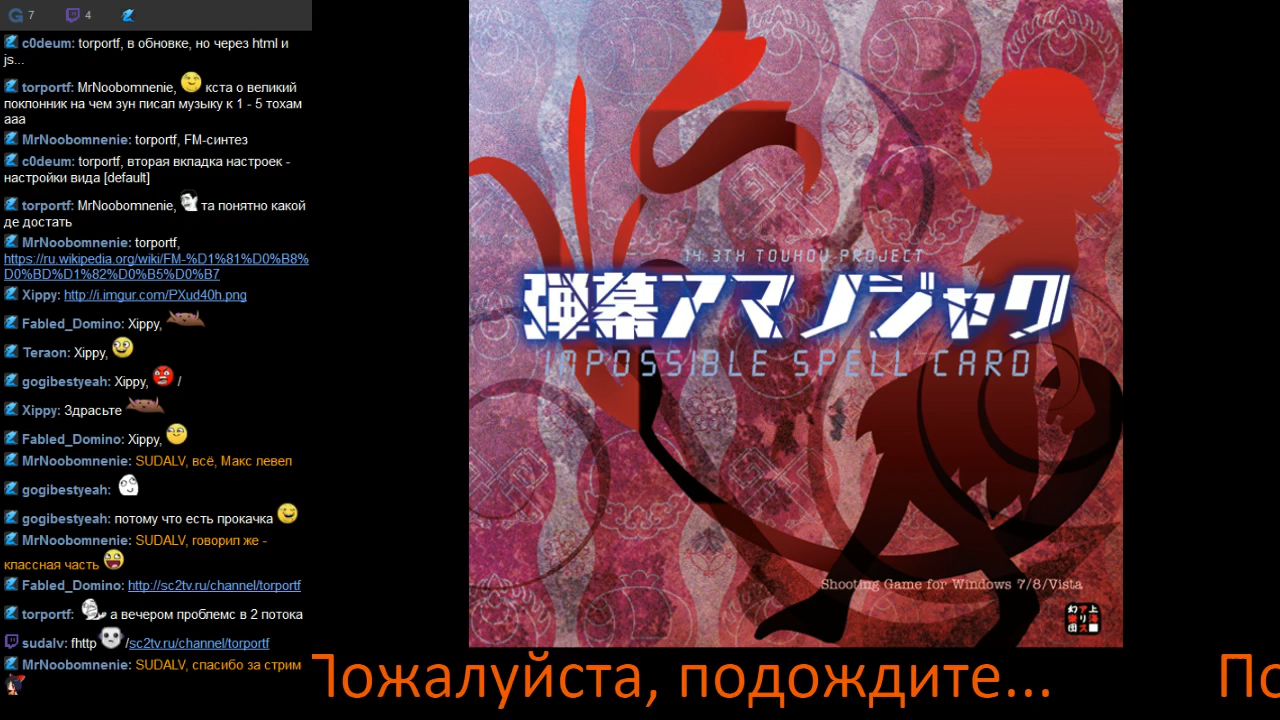 7 4
c0deum: torportf, в обновке, но через html и
js...
torportf: MrNoobomnenie, кста о великий
поклонник на чем зун писал музыку к 1 - 5 тохам
ааа
MrNoobomnenie: torportf, FM-синтез
c0deum: torportf, вторая вкладка настроек -
настройки вида [default]
torportf: MrNoobomnenie, та понятно какой
де достать
MrNoobomnenie: torportf,
https://ru.wikipedia.org/wiki/FM-%D1%81%D0%B8%
D0%BD%D1%82%D0%B5%D0%B7
Xippy: http://i.imgur.com/PXud40h.png
Fabled_Domino: Xippy,
Teraon: Xippy,
gogibestyeah: Xippy, /
Xippy: Здрасьте
Fabled_Domino: Xippy,
MrNoobomnenie: SUDALV, всё, Макс левел
gogibestyeah:
gogibestyeah: потому что есть прокачка
MrNoobomnenie: SUDALV, говорил же -
классная часть
Fabled_Domino: http://sc2tv.ru/channel/torportf
torportf: а вечером проблемс в 2 потока
sudalv: fhttp /sc2tv.ru/channel/torportf
MrNoobomnenie: SUDALV, спасибо за стрим
14.3TH TOUHOU PROJECT
弾幕アマノジャク
IMPOSSIBLE SPELL CARD
Shooting Game for Windows 7/8/Vista
上海アリス幻樂団
Пожалуйста, подождите... По